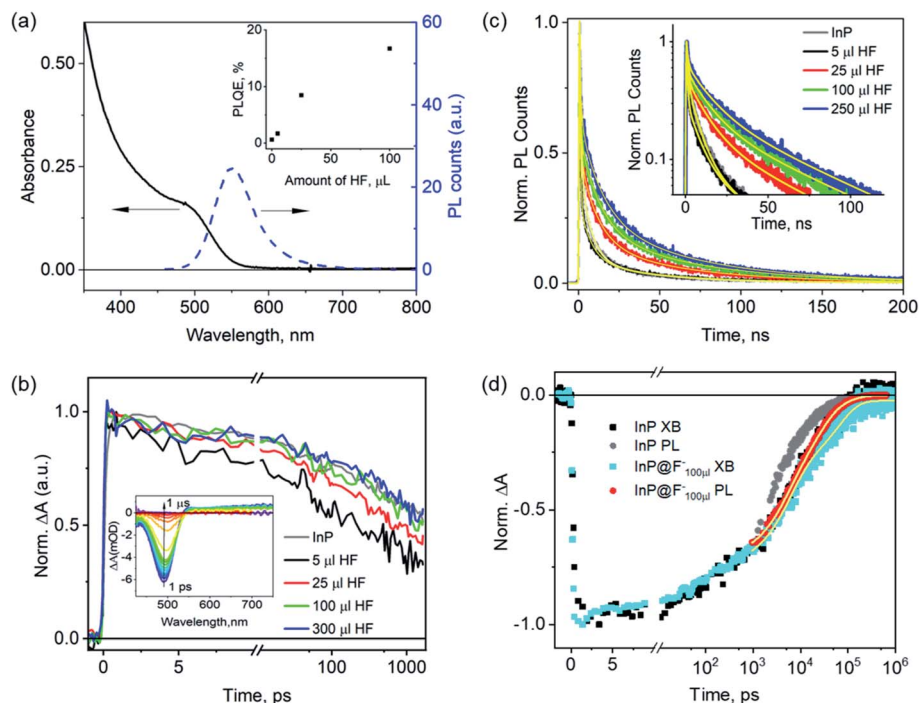 (a)
Absorbance
0.50
0.25
0.00
400 500 600 700 800
Wavelength, nm
60
40
20
0
PL counts (a.u.)
PLQE, %
20
10
0
0 50 100
Amount of HF, μL
(c)
Norm. PL Counts
1.0
0.5
0.0
0 50 100 150 200
Time, ns
Norm. PL Counts
1
0.1
0 50 100
Time, ns
InP
5 μl HF
25 μl HF
100 μl HF
250 μl HF
(b)
Norm. ΔA (a.u.)
1.0
0.5
0.0
0 5 100 1000
Time, ps
ΔA(mOD)
0
-2
-4
-6
1 μs
1 ps
500 600 700
Wavelength,nm
InP
5 μl HF
25 μl HF
100 μl HF
300 μl HF
(d)
Norm. ΔA
0.0
-0.5
-1.0
InP XB
InP PL
InP@F⁻100μl XB
InP@F⁻100μl PL
0 5 10² 10³ 10⁴ 10⁵ 10⁶
Time, ps